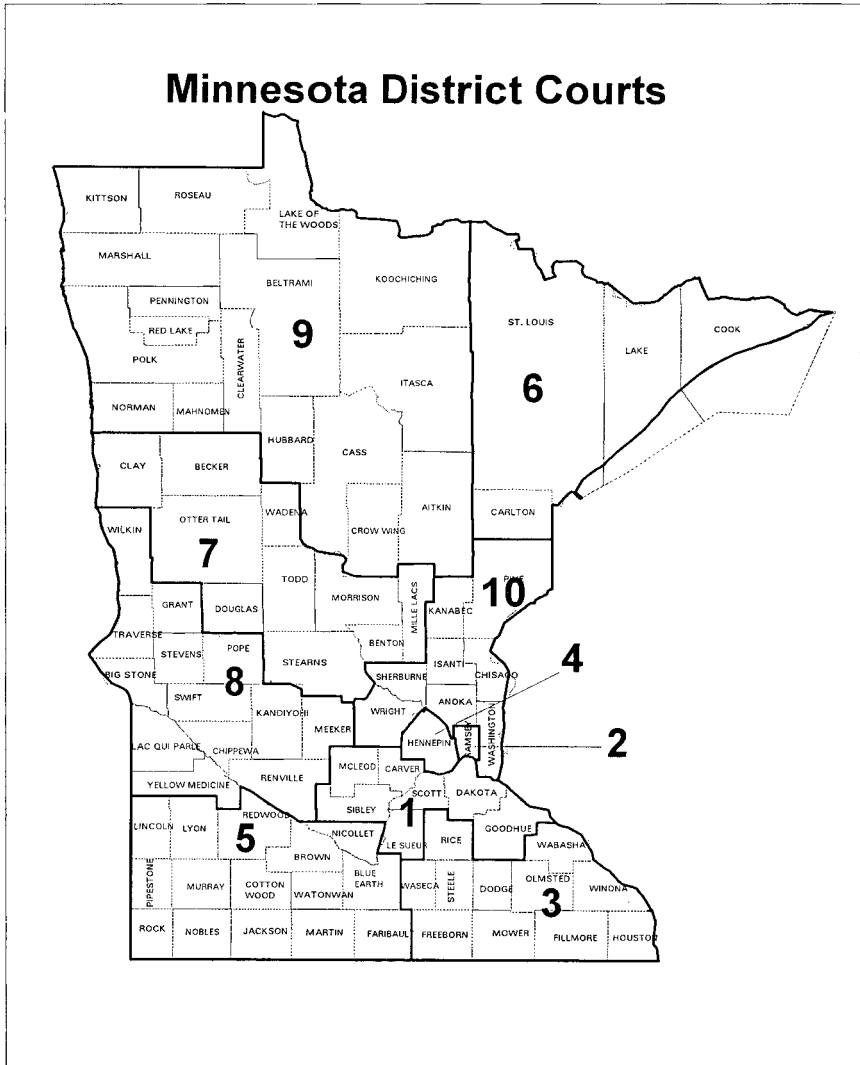 Minnesota District Courts
KITTSON
ROSEAU
LAKE OF
THE WOODS
MARSHALL
KOOCHICHING
BELTRAMI
PENNINGTON
ST. LOUIS
COOK
RED LAKE
9
LAKE
POLK
CLEARWATER
ITASCA
6
NORMAN
MAHNOMEN
HUBBARD
CASS
CLAY
BECKER
AITKIN
CARLTON
WADENA
OTTER TAIL
CROW WING
WILKIN
7
TODD
PINE
10
MORRISON
MILLE LACS
GRANT
DOUGLAS
KANABEC
TRAVERSE
BENTON
POPE
STEVENS
STEARNS
ISANTI
4
BIG STONE
8
SHERBURNE
CHISAGO
SWIFT
ANOKA
KANDIYOHI
WRIGHT
MEEKER
WASHINGTON
HENNEPIN
RAMSEY
2
LAC QUI PARLE
CHIPPEWA
MCLEOD
CARVER
RENVILLE
YELLOW MEDICINE
SCOTT
DAKOTA
SIBLEY
1
REDWOOD
LINCOLN
LYON
5
NICOLLET
GOODHUE
LE SUEUR
RICE
WABASHA
BROWN
PIPESTONE
MURRAY
COTTON
WOOD
WATONWAN
BLUE
EARTH
WASECA
STEELE
DODGE
OLMSTED
WINONA
3
ROCK
NOBLES
JACKSON
MARTIN
FARIBAUL
FREEBORN
MOWER
FILLMORE
HOUSTON